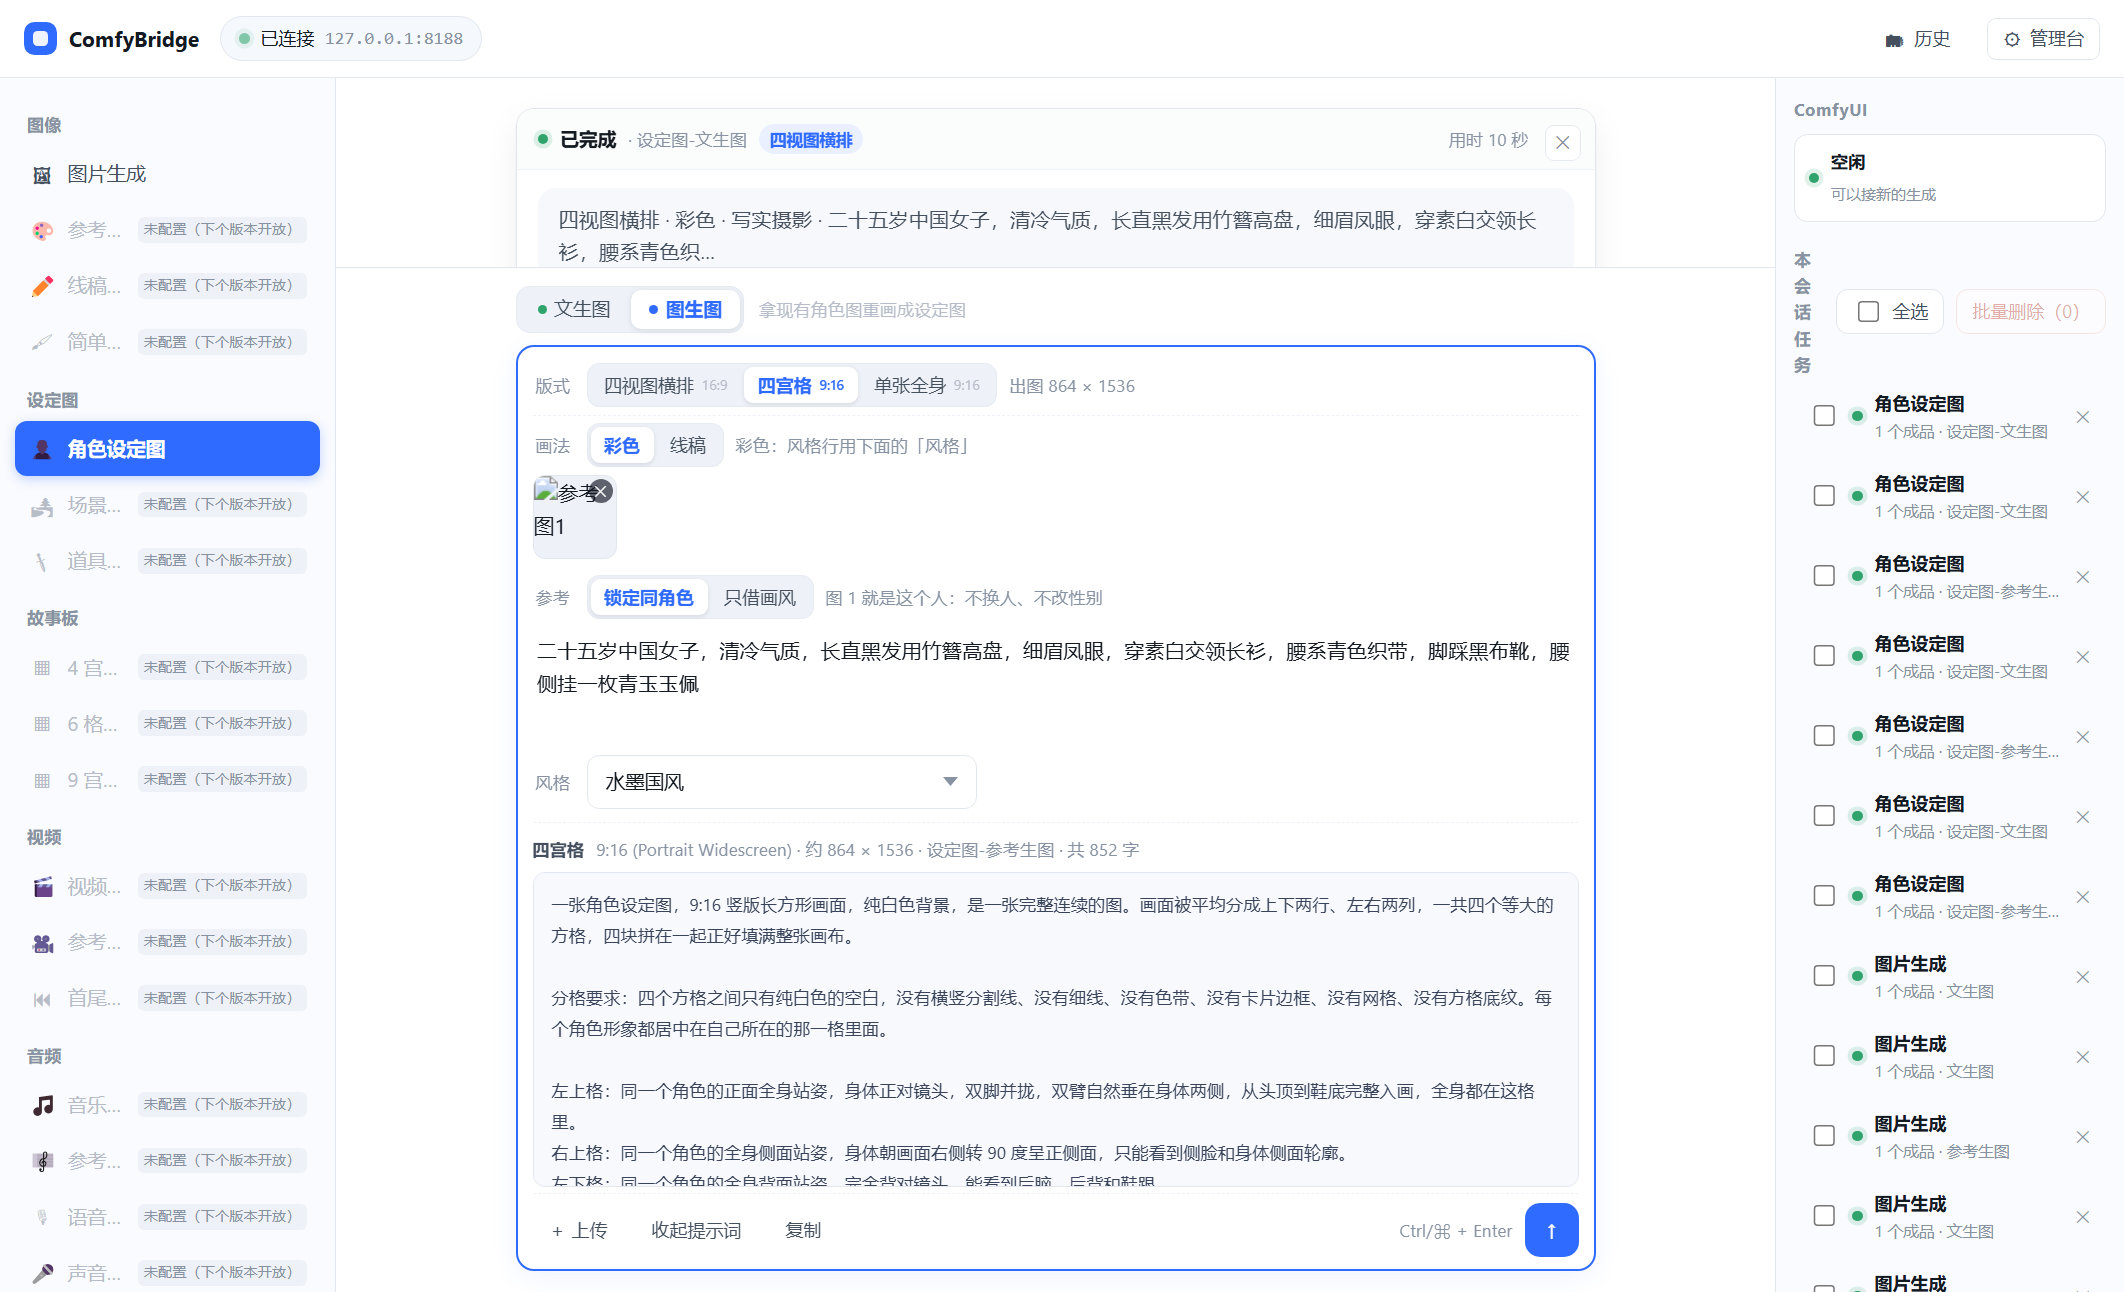 ComfyBridge
已连接 127.0.0.1:8188
历史
管理台
图像
图片生成
参考... 未配置（下个版本开放）
线稿... 未配置（下个版本开放）
简单... 未配置（下个版本开放）
设定图
角色设定图
场景... 未配置（下个版本开放）
道具... 未配置（下个版本开放）
故事板
4 宫... 未配置（下个版本开放）
6 格... 未配置（下个版本开放）
9 宫... 未配置（下个版本开放）
视频
视频... 未配置（下个版本开放）
参考... 未配置（下个版本开放）
首尾... 未配置（下个版本开放）
音频
音乐... 未配置（下个版本开放）
参考... 未配置（下个版本开放）
语音... 未配置（下个版本开放）
声音... 未配置（下个版本开放）
已完成 · 设定图-文生图 四视图横排 用时 10 秒
四视图横排 · 彩色 · 写实摄影 · 二十五岁中国女子，清冷气质，长直黑发用竹簪高盘，细眉凤眼，穿素白交领长
衫，腰系青色织...
文生图 图生图 拿现有角色图重画成设定图
版式 四视图横排 16:9 四宫格 9:16 单张全身 9:16 出图 864 × 1536
画法 彩色 线稿 彩色：风格行用下面的「风格」
参考
图1
参考 锁定同角色 只借画风 图 1 就是这个人：不换人、不改性别
二十五岁中国女子，清冷气质，长直黑发用竹簪高盘，细眉凤眼，穿素白交领长衫，腰系青色织带，脚踩黑布靴，腰
侧挂一枚青玉玉佩
风格 水墨国风
四宫格 9:16 (Portrait Widescreen) · 约 864 × 1536 · 设定图-参考生图 · 共 852 字
一张角色设定图，9:16 竖版长方形画面，纯白色背景，是一张完整连续的图。画面被平均分成上下两行、左右两列，一共四个等大的
方格，四块拼在一起正好填满整张画布。
分格要求：四个方格之间只有纯白色的空白，没有横竖分割线、没有细线、没有色带、没有卡片边框、没有网格、没有方格底纹。每
个角色形象都居中在自己所在的那一格里面。
左上格：同一个角色的正面全身站姿，身体正对镜头，双脚并拢，双臂自然垂在身体两侧，从头顶到鞋底完整入画，全身都在这格
里。
右上格：同一个角色的全身侧面站姿，身体朝画面右侧转 90 度呈正侧面，只能看到侧脸和身体侧面轮廓。
左下格：同一个角色的全身背面站姿，完全背对镜头，能看到后脑、后背和鞋跟
+ 上传 收起提示词 复制 Ctrl/⌘ + Enter
ComfyUI
空闲
可以接新的生成
本会话任务
全选 批量删除（0）
角色设定图
1 个成品 · 设定图-文生图
角色设定图
1 个成品 · 设定图-文生图
角色设定图
1 个成品 · 设定图-参考生...
角色设定图
1 个成品 · 设定图-文生图
角色设定图
1 个成品 · 设定图-参考生...
角色设定图
1 个成品 · 设定图-文生图
角色设定图
1 个成品 · 设定图-参考生...
图片生成
1 个成品 · 文生图
图片生成
1 个成品 · 文生图
图片生成
1 个成品 · 参考生图
图片生成
1 个成品 · 文生图
图片生成